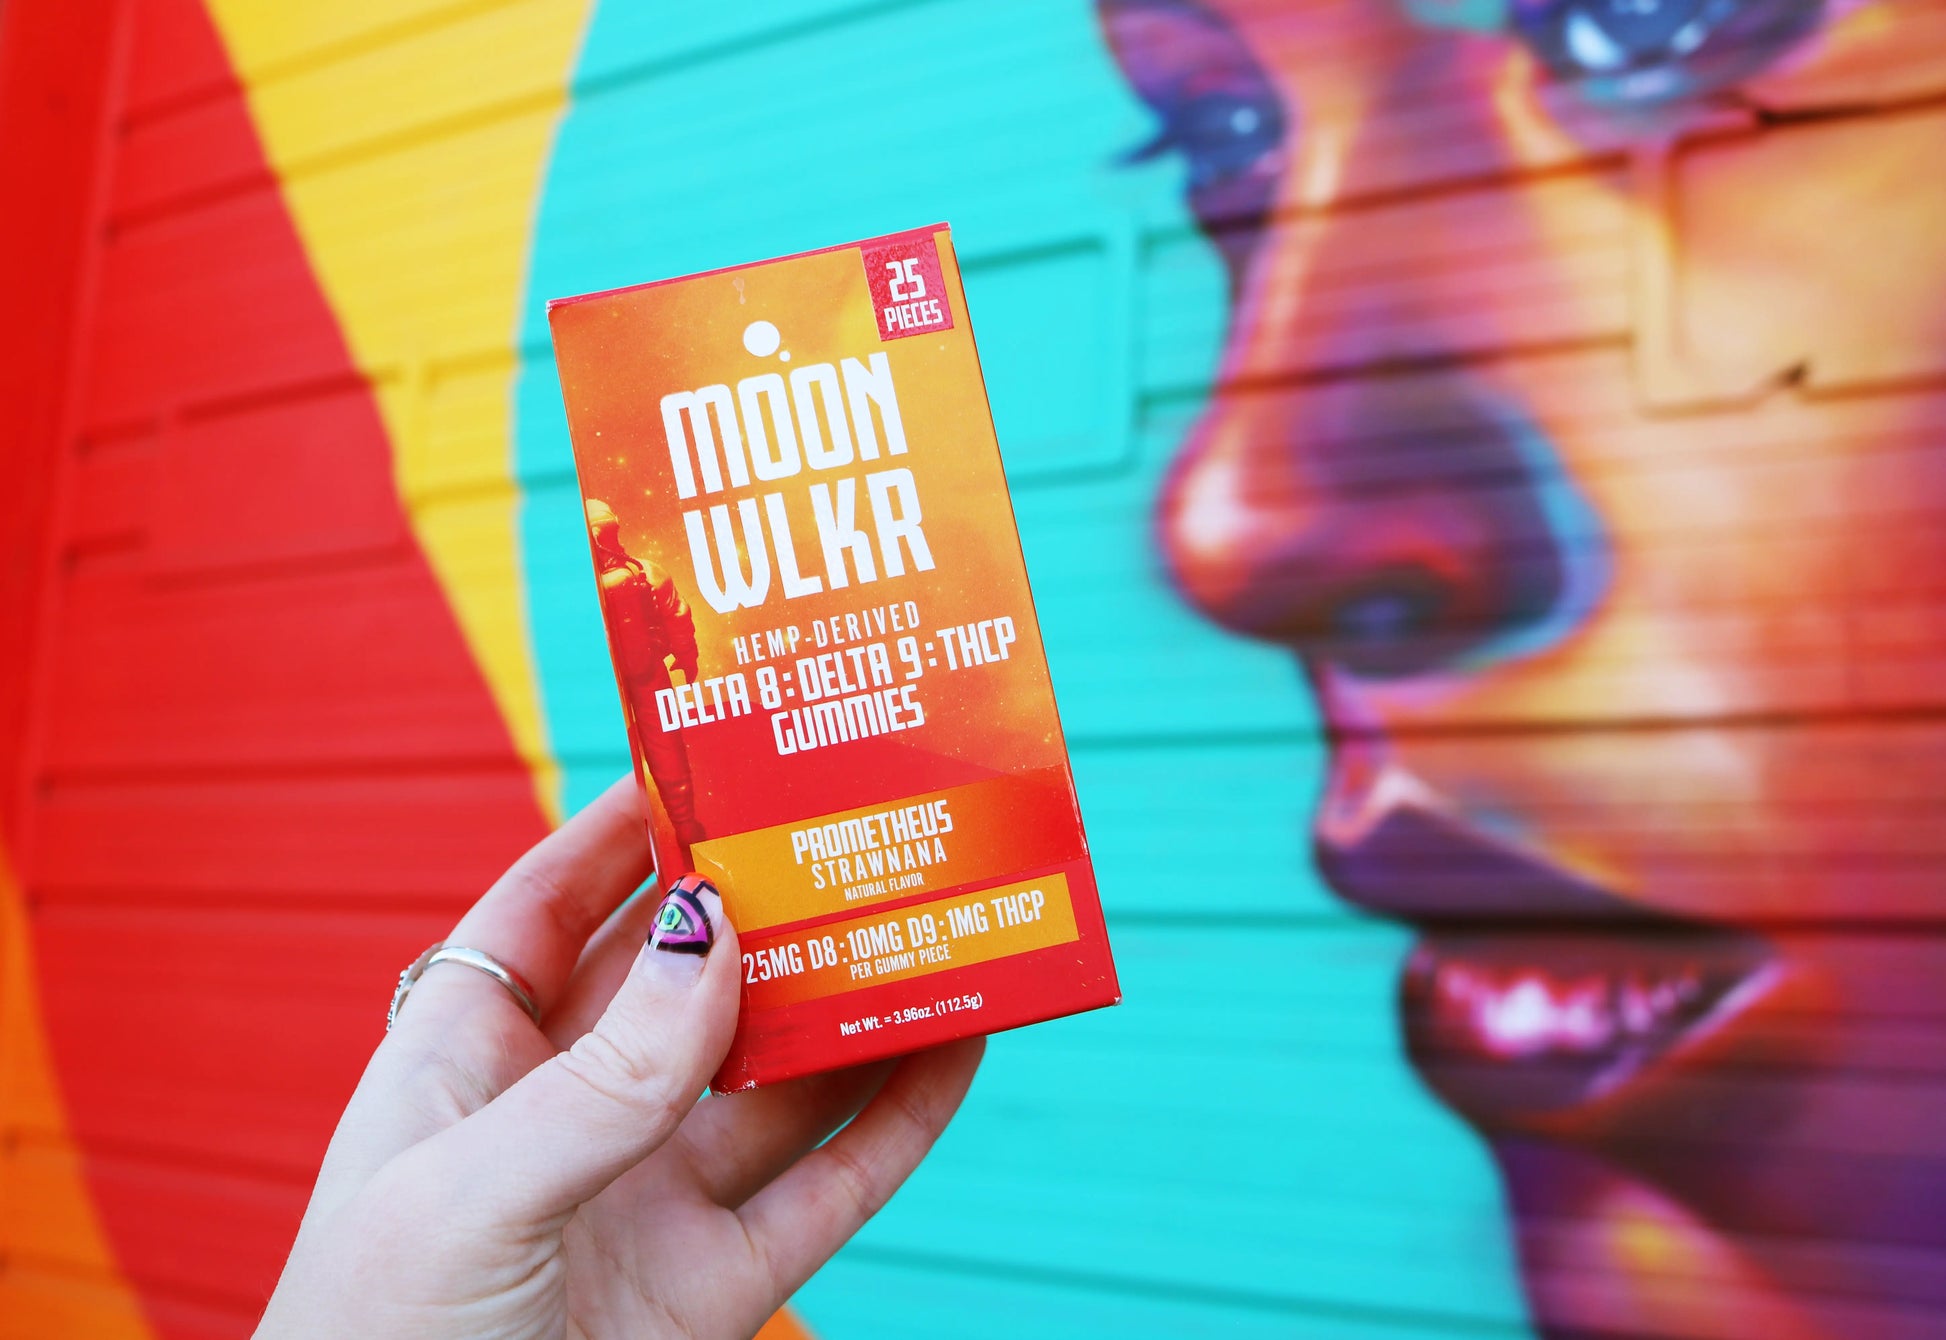 25
PIECES
MOON
WLKR
HEMP-DERIVED
DELTA 8:DELTA 9:THCP
GUMMIES
PROMETHEUS
STRAWNANA
NATURAL FLAVOR
25MG D8:10MG D9:1MG THCP
PER GUMMY PIECE
Net Wt. = 3.96oz. (112.5g)